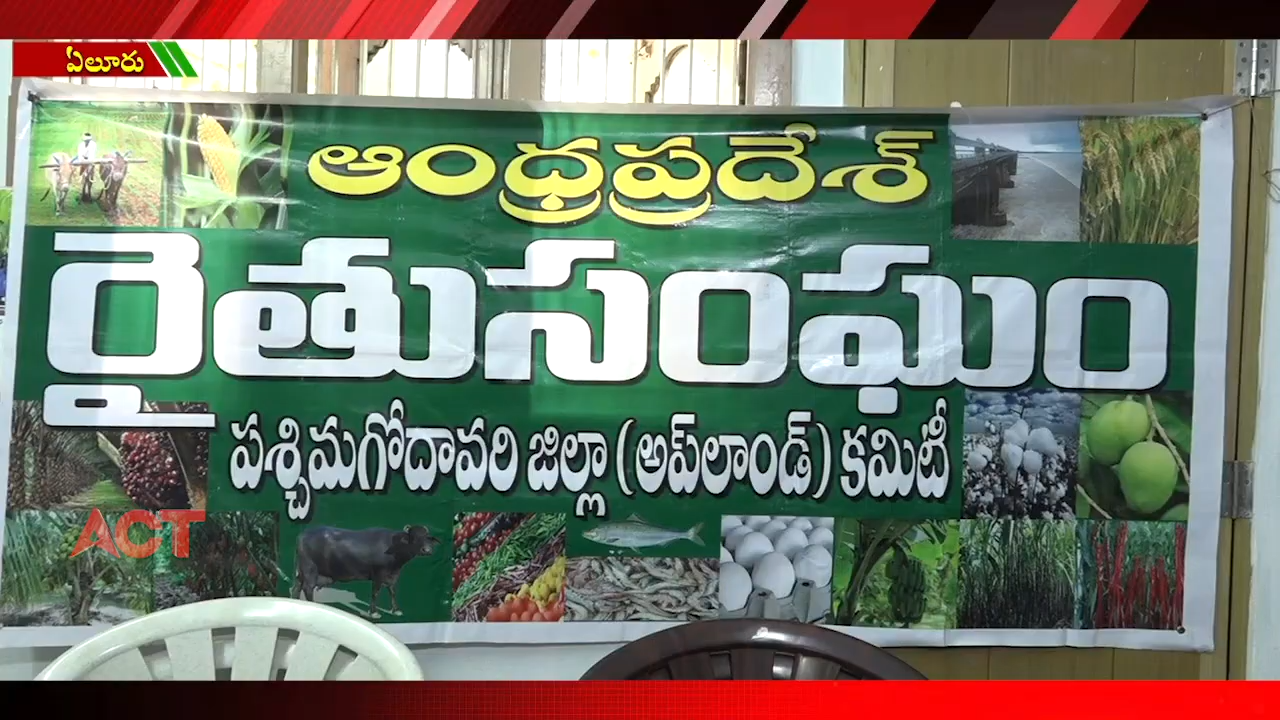 ఏలూరు
ఆంధ్రప్రదేశ్
రైతుసంఘం
పశ్చిమగోదావరి జిల్లా (అప్‌లాండ్) కమిటీ
ACT